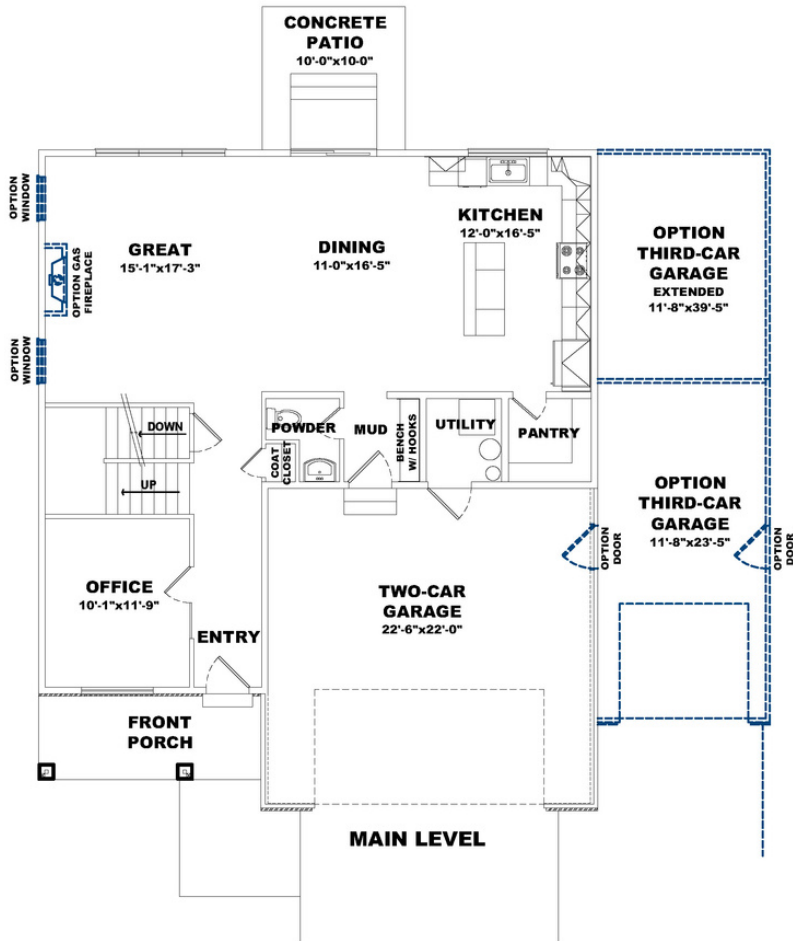 CONCRETE
PATIO
10'-0"x10-0"
OPTION
WINDOW
GREAT
15'-1"x17'-3"
DINING
11-0"x16-5"
KITCHEN
12'-0"x16'-5"
OPTION
THIRD-CAR
GARAGE
EXTENDED
11'-8"x39'-5"
OPTION GAS
FIREPLACE
OPTION
WINDOW
DOWN
UP
POWDER
COAT
CLOSET
MUD
BENCH
W/ HOOKS
UTILITY
PANTRY
OPTION
THIRD-CAR
GARAGE
11'-8"x23'-5"
OPTION
DOOR
OPTION
DOOR
OFFICE
10'-1"x11'-9"
TWO-CAR
GARAGE
22'-6"x22'-0"
ENTRY
FRONT
PORCH
MAIN LEVEL